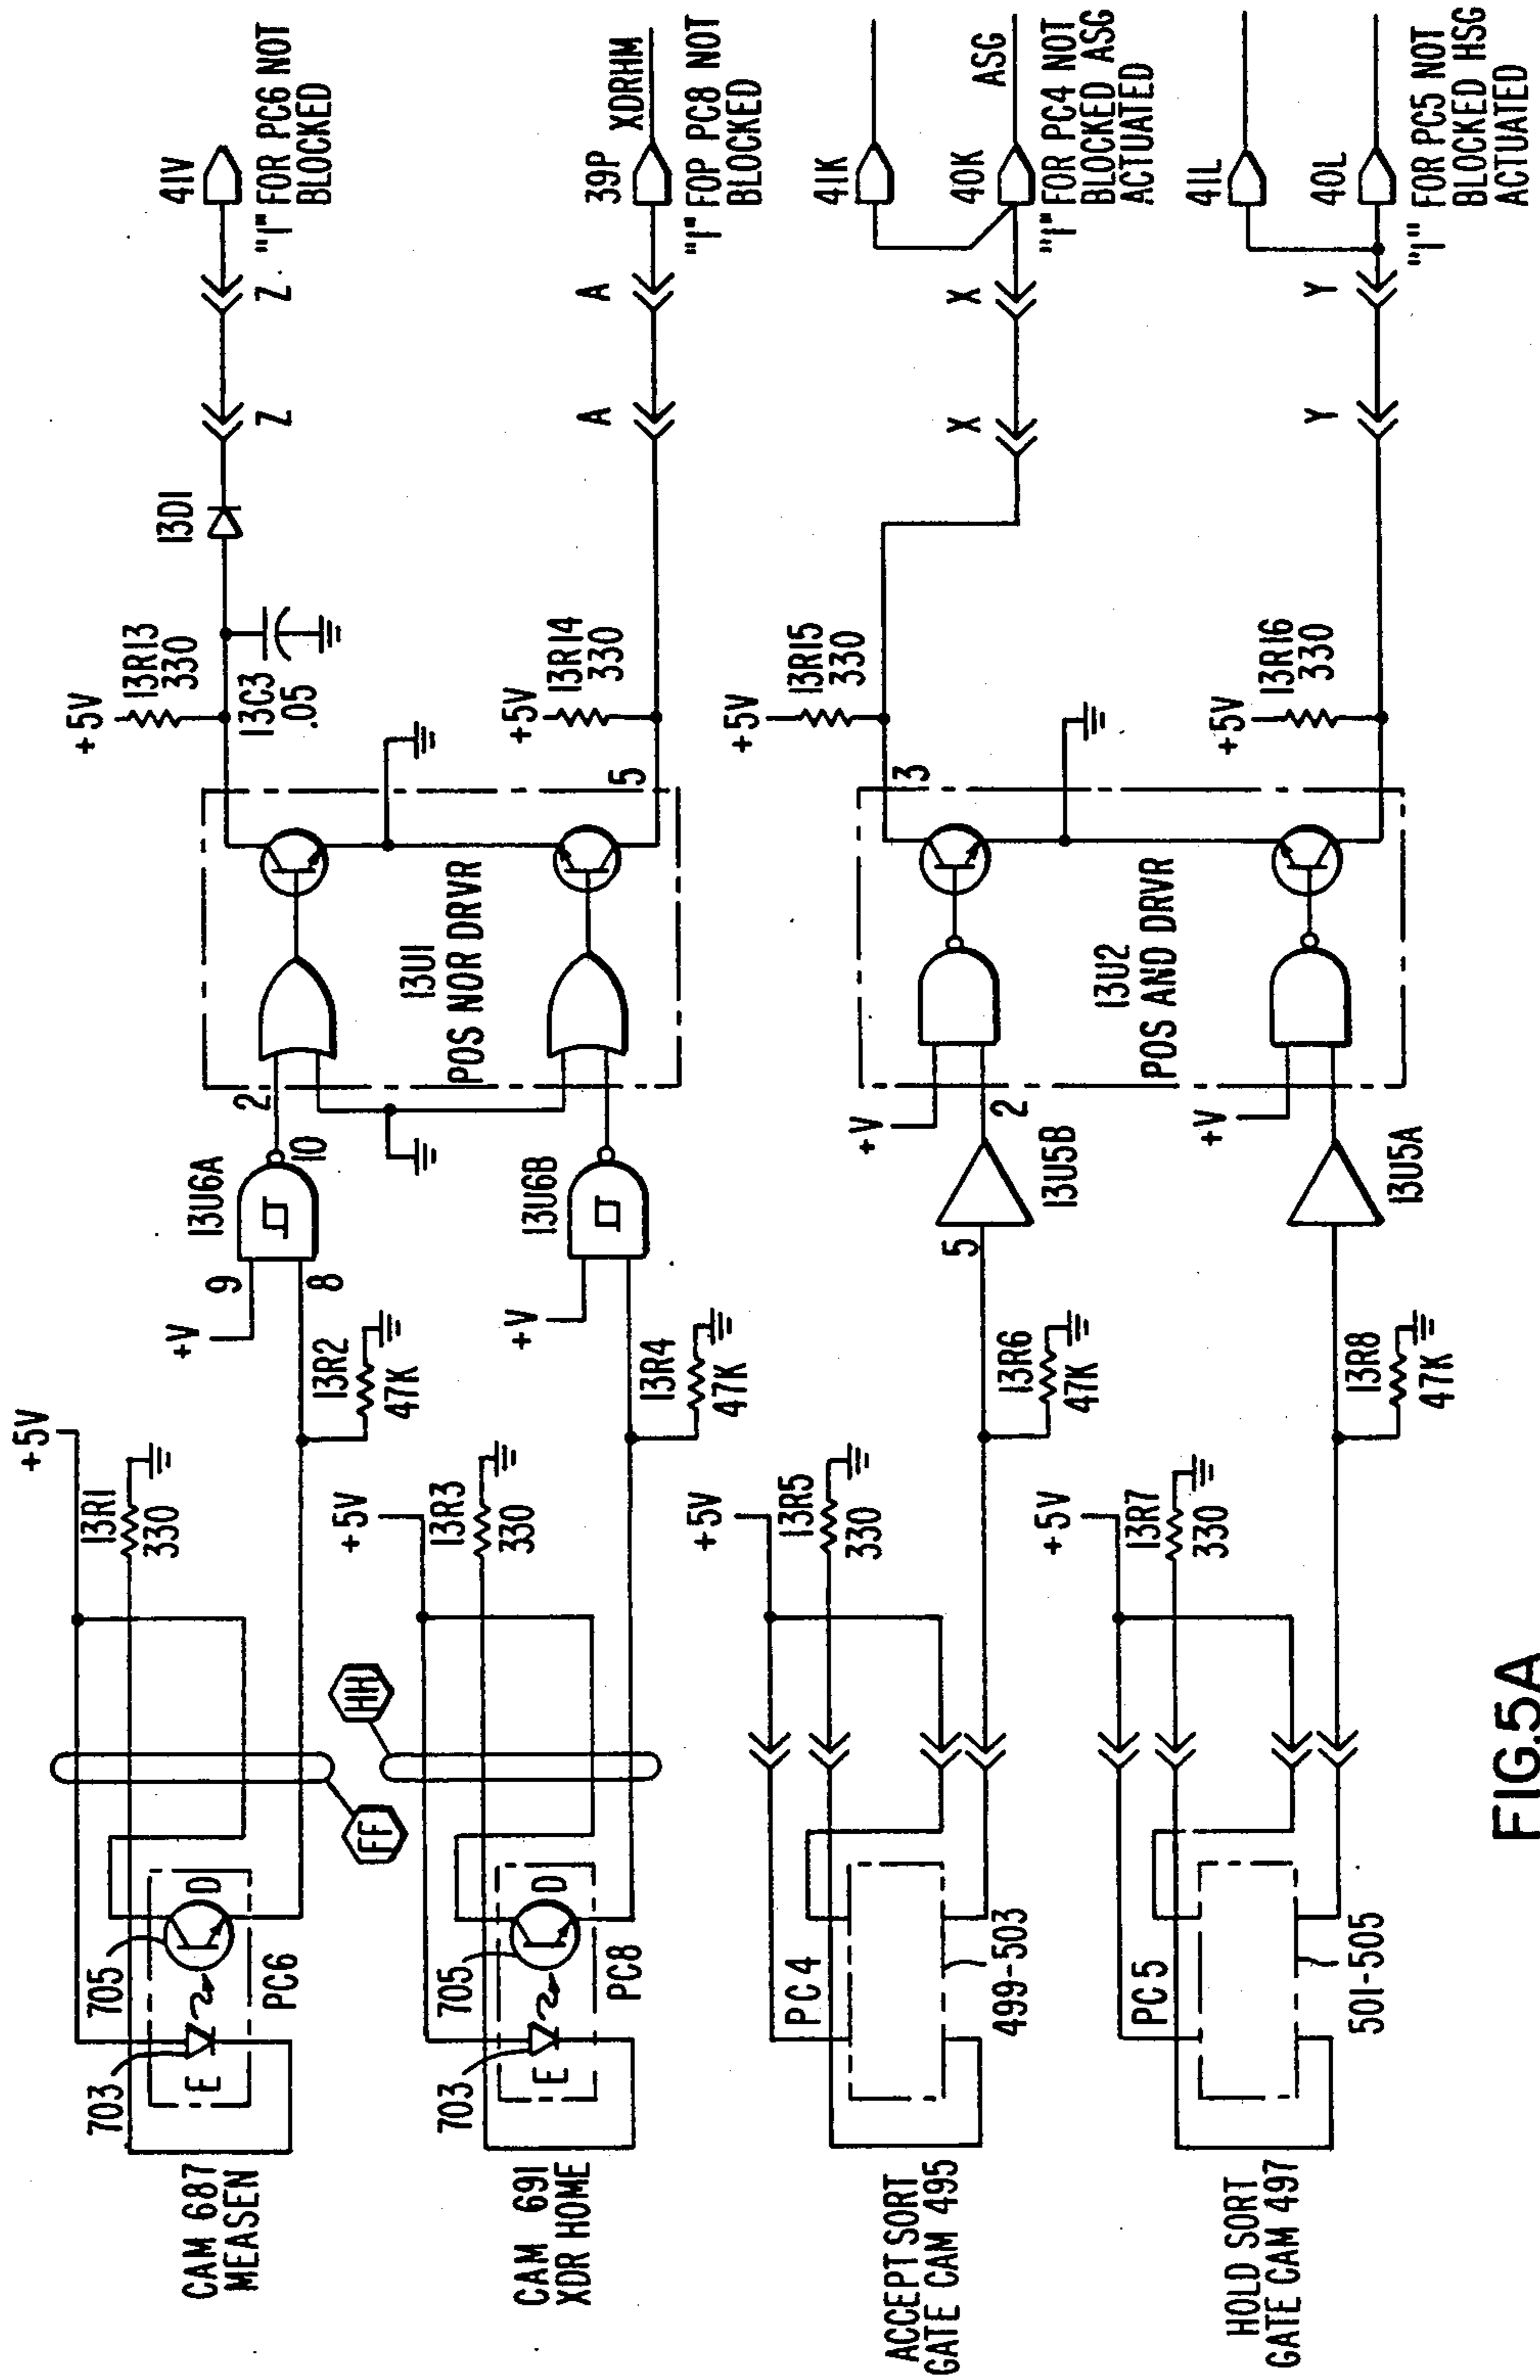 CAM 687
MEASEN
703
E
705
D
PC6
FF
+5V
13R1
330
13R2
47K
+V
9
8
13U6A
10
2
13U1
POS NOR DRVR
+5V
13R13
330
13C3
.05
13D1
Z
Z
41V
"1" FOR PC6 NOT
BLOCKED
CAM 691
XDR HOME
703
E
705
D
PC8
HH
+5V
13R3
330
13R4
47K
+V
13U6B
5
+5V
13R14
330
A
A
39P
XDRHM
"1" FOP PC8 NOT
BLOCKED
ACCEPT SORT
GATE CAM 495
PC4
499-503
+5V
13R5
330
13R6
47K
5
13U5B
+V
2
13U2
POS AND DRVR
3
+5V
13R15
330
X
X
41K
40K
ASG
"1" FOR PC4 NOT
BLOCKED ASG
ACTUATED
HOLD SORT
GATE CAM 497
PC5
501-505
+5V
13R7
330
13R8
47K
13U5A
+V
+5V
13R16
330
Y
Y
41L
40L
"1" FOR PC5 NOT
BLOCKED HSG
ACTUATED
FIG.5A